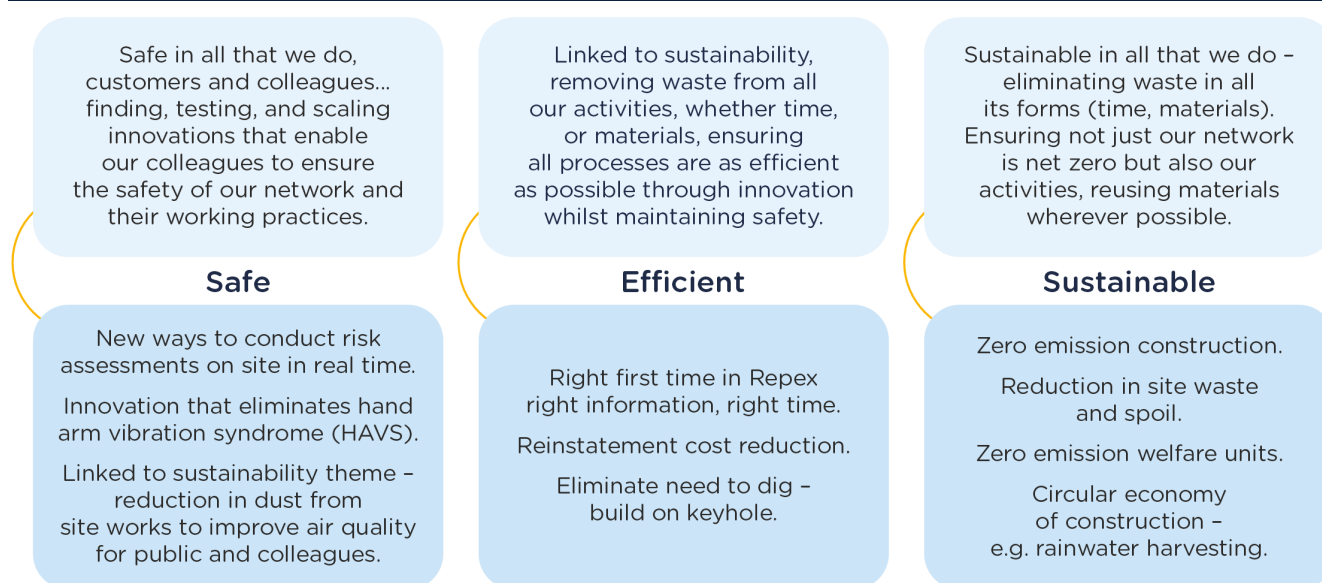 Safe in all that we do,
customers and colleagues...
finding, testing, and scaling
innovations that enable
our colleagues to ensure
the safety of our network and
their working practices.
Safe
New ways to conduct risk
assessments on site in real time.
Innovation that eliminates hand
arm vibration syndrome (HAVS).
Linked to sustainability theme –
reduction in dust from
site works to improve air quality
for public and colleagues.
Linked to sustainability,
removing waste from all
our activities, whether time,
or materials, ensuring
all processes are as efficient
as possible through innovation
whilst maintaining safety.
Efficient
Right first time in Repex
right information, right time.
Reinstatement cost reduction.
Eliminate need to dig –
build on keyhole.
Sustainable in all that we do –
eliminating waste in all
its forms (time, materials).
Ensuring not just our network
is net zero but also our
activities, reusing materials
wherever possible.
Sustainable
Zero emission construction.
Reduction in site waste
and spoil.
Zero emission welfare units.
Circular economy
of construction –
e.g. rainwater harvesting.